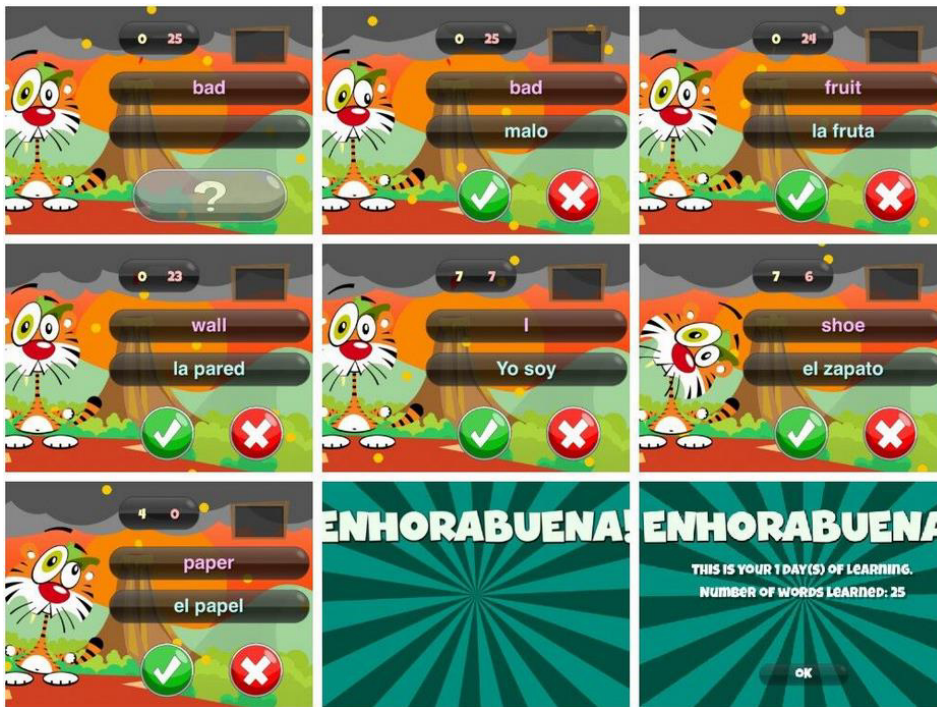 0 25
bad
?
0 25
bad
malo
0 24
fruit
la fruta
0 23
wall
la pared
7 7
I
Yo soy
7 6
shoe
el zapato
4 0
paper
el papel
ENHORABUENA!
ENHORABUENA
THIS IS YOUR 1 DAY(S) OF LEARNING.
NUMBER OF WORDS LEARNED: 25
OK